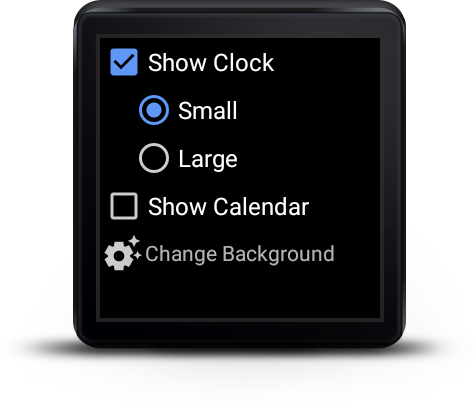 Show Clock
Small
Large
Show Calendar
Change Background